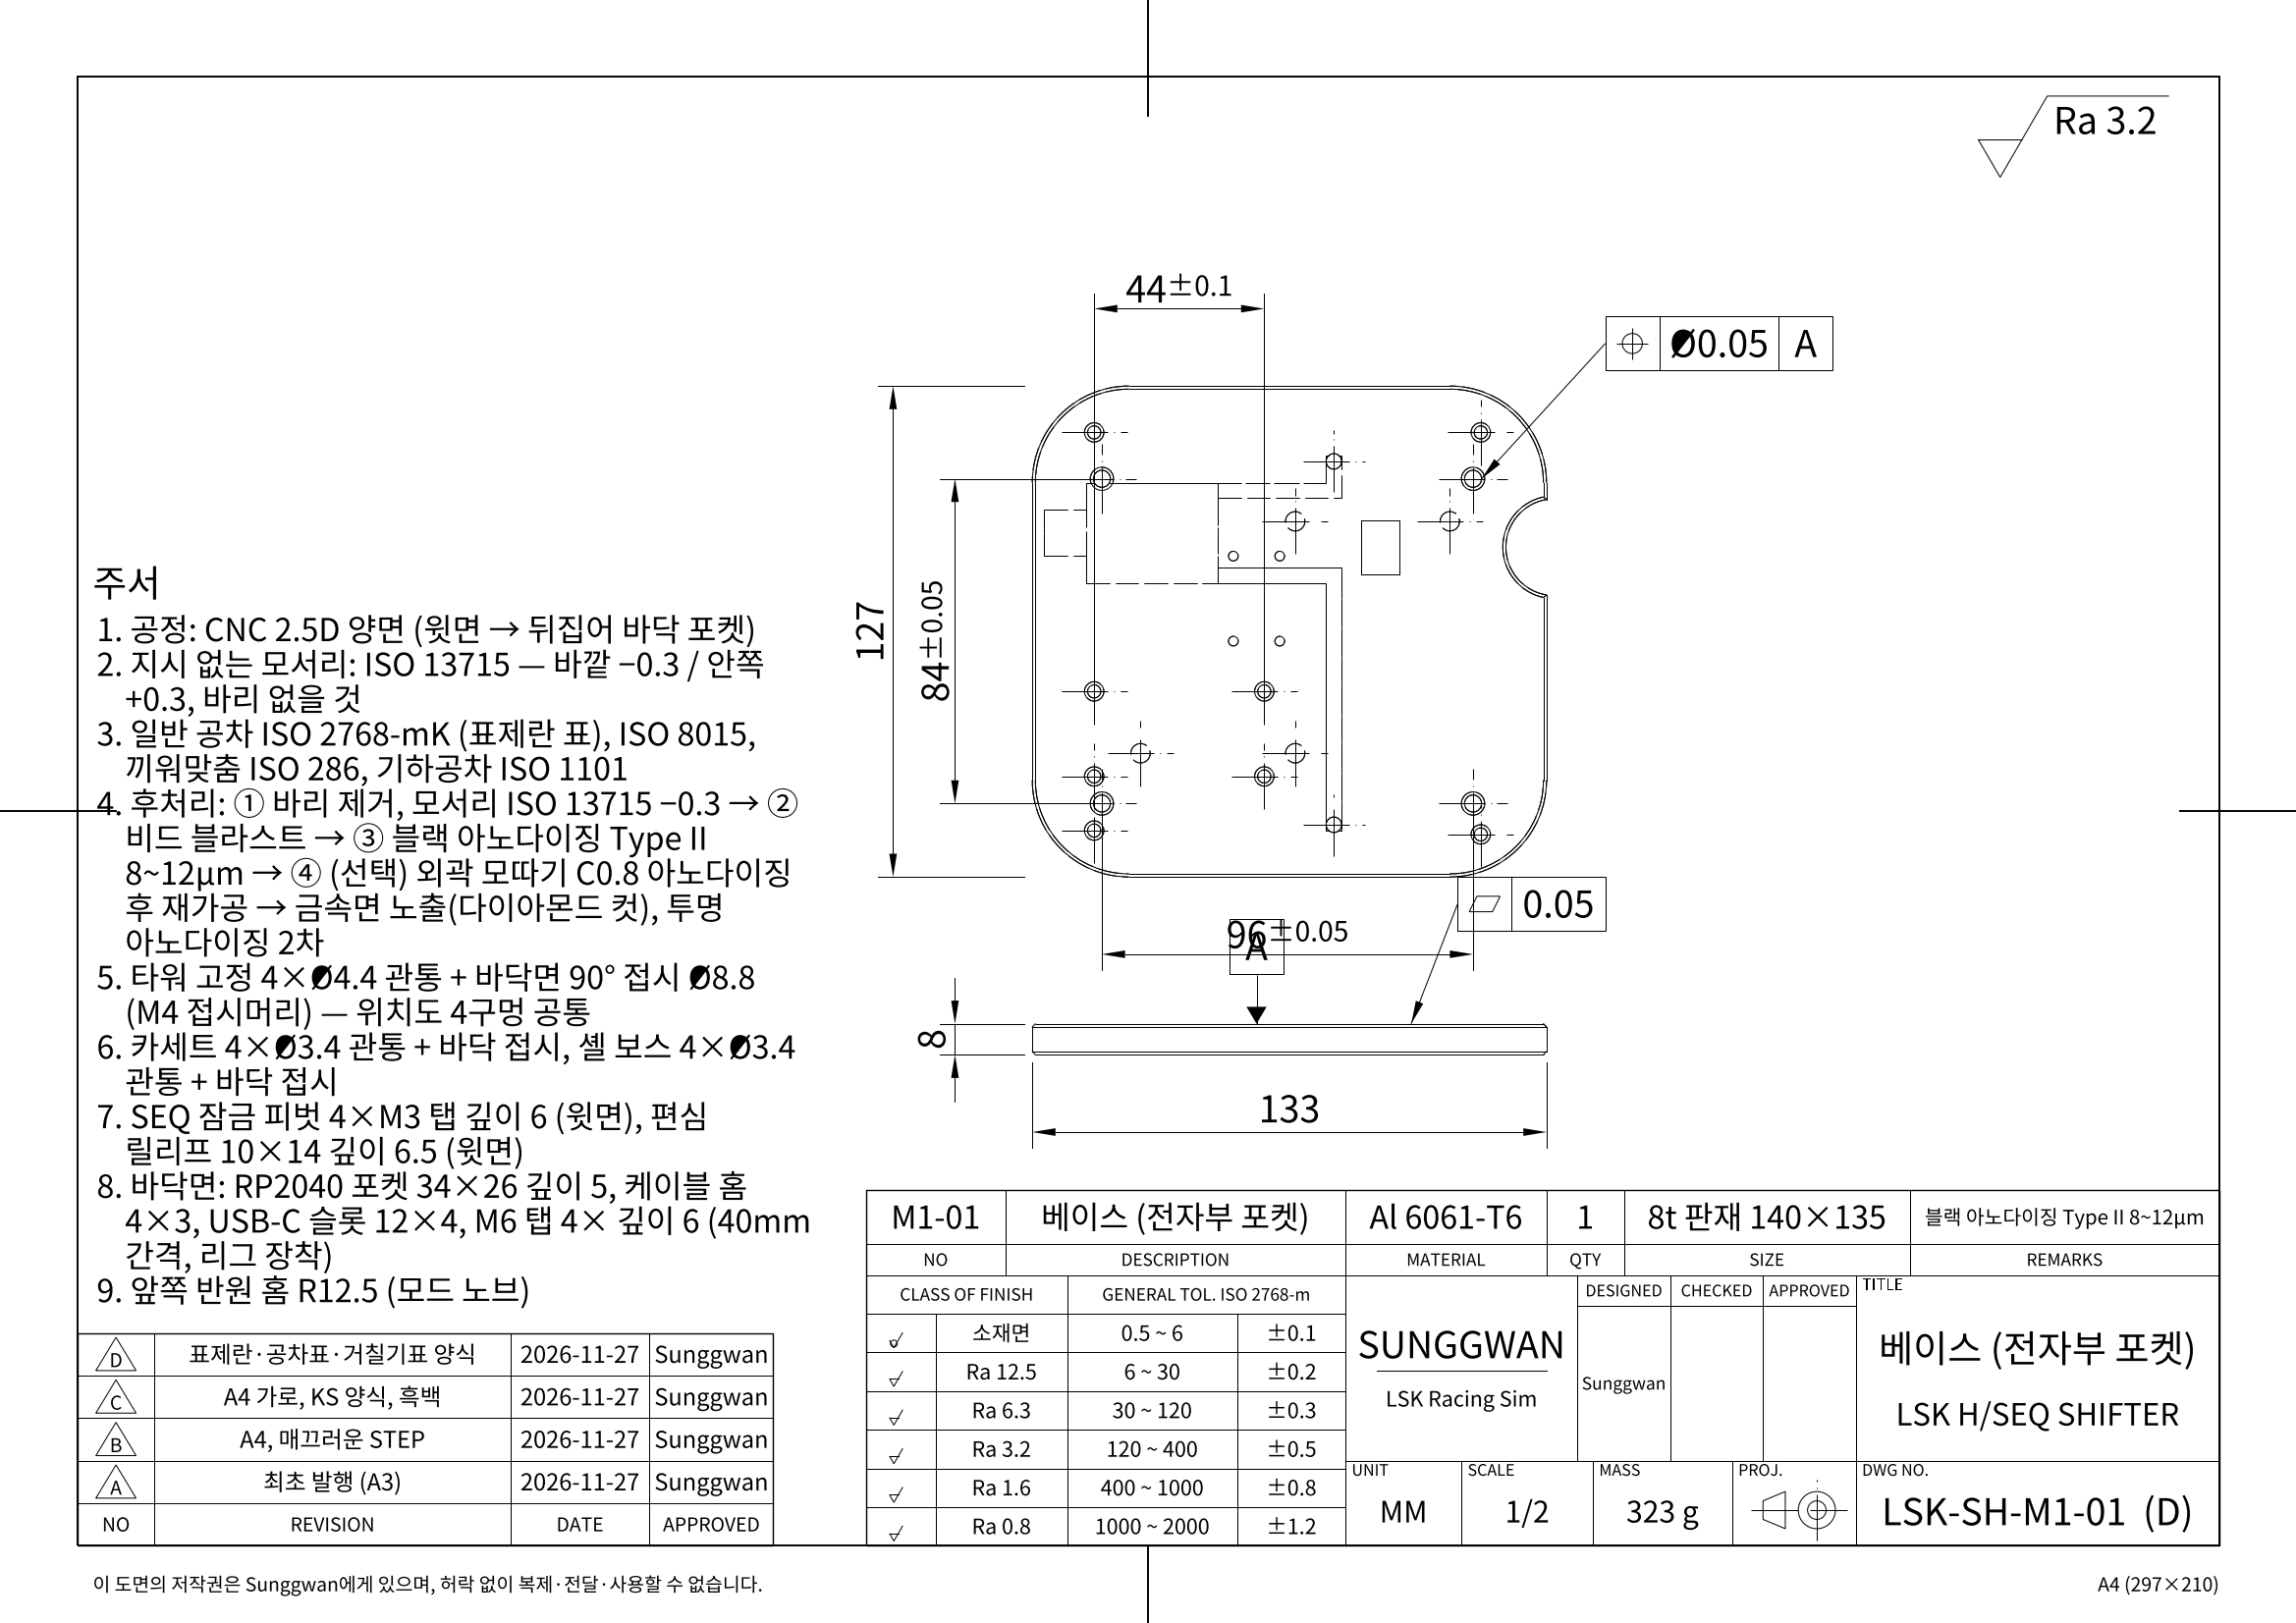 Ra 3.2
44±0.1
Ø0.05 A
127
84±0.05
96±0.05
A
0.05
8
133
주서
1. 공정: CNC 2.5D 양면 (윗면 → 뒤집어 바닥 포켓)
2. 지시 없는 모서리: ISO 13715 — 바깥 −0.3 / 안쪽
+0.3, 바리 없을 것
3. 일반 공차 ISO 2768-mK (표제란 표), ISO 8015,
끼워맞춤 ISO 286, 기하공차 ISO 1101
4. 후처리: ① 바리 제거, 모서리 ISO 13715 −0.3 → ②
비드 블라스트 → ③ 블랙 아노다이징 Type II
8~12µm → ④ (선택) 외곽 모따기 C0.8 아노다이징
후 재가공 → 금속면 노출(다이아몬드 컷), 투명
아노다이징 2차
5. 타워 고정 4×Ø4.4 관통 + 바닥면 90° 접시 Ø8.8
(M4 접시머리) — 위치도 4구멍 공통
6. 카세트 4×Ø3.4 관통 + 바닥 접시, 셸 보스 4×Ø3.4
관통 + 바닥 접시
7. SEQ 잠금 피벗 4×M3 탭 깊이 6 (윗면), 편심
릴리프 10×14 깊이 6.5 (윗면)
8. 바닥면: RP2040 포켓 34×26 깊이 5, 케이블 홈
4×3, USB-C 슬롯 12×4, M6 탭 4× 깊이 6 (40mm
간격, 리그 장착)
9. 앞쪽 반원 홈 R12.5 (모드 노브)
D 표제란·공차표·거칠기표 양식 2026-11-27 Sunggwan
C A4 가로, KS 양식, 흑백 2026-11-27 Sunggwan
B A4, 매끄러운 STEP 2026-11-27 Sunggwan
A 최초 발행 (A3) 2026-11-27 Sunggwan
NO REVISION DATE APPROVED
M1-01 베이스 (전자부 포켓) Al 6061-T6 1 8t 판재 140×135 블랙 아노다이징 Type II 8~12µm
NO DESCRIPTION MATERIAL QTY SIZE REMARKS
CLASS OF FINISH GENERAL TOL. ISO 2768-m
소재면 0.5 ~ 6 ±0.1
Ra 12.5 6 ~ 30 ±0.2
Ra 6.3 30 ~ 120 ±0.3
Ra 3.2 120 ~ 400 ±0.5
Ra 1.6 400 ~ 1000 ±0.8
Ra 0.8 1000 ~ 2000 ±1.2
SUNGGWAN
LSK Racing Sim
DESIGNED CHECKED APPROVED
Sunggwan
TITLE
베이스 (전자부 포켓)
LSK H/SEQ SHIFTER
UNIT SCALE MASS PROJ. DWG NO.
MM 1/2 323 g LSK-SH-M1-01 (D)
이 도면의 저작권은 Sunggwan에게 있으며, 허락 없이 복제·전달·사용할 수 없습니다.
A4 (297×210)